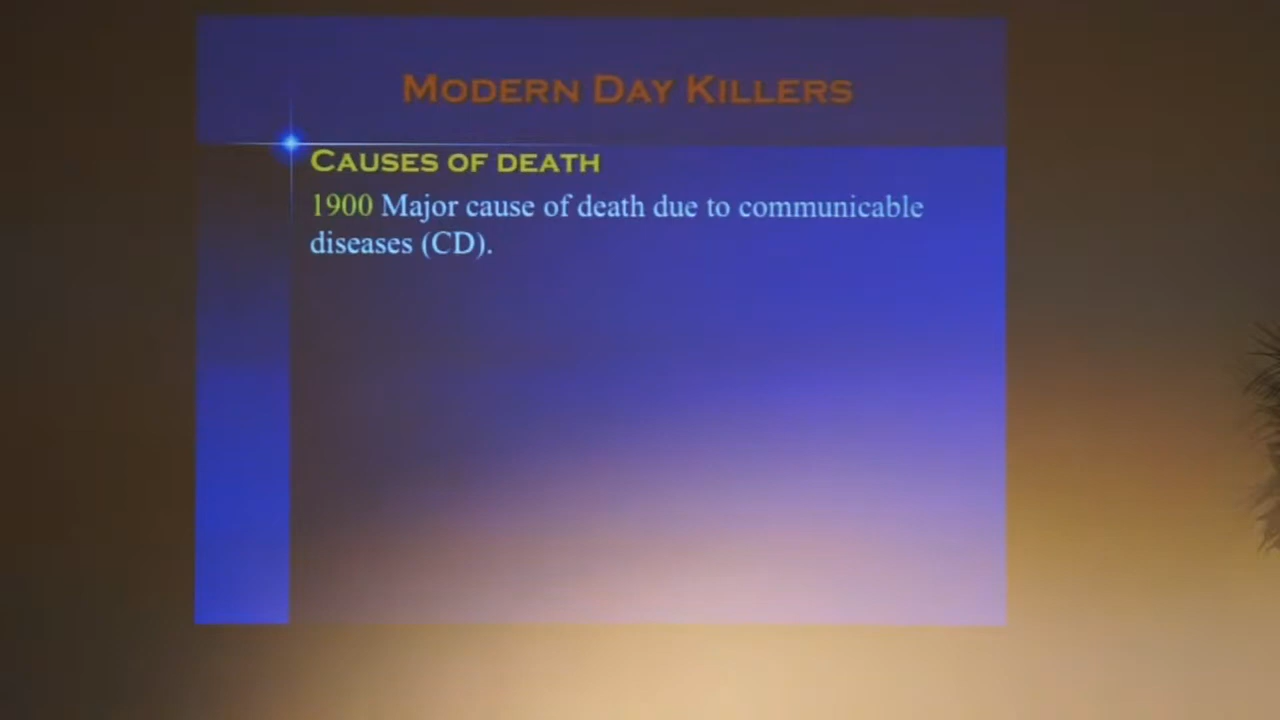 MODERN DAY KILLERS
CAUSES OF DEATH
1900 Major cause of death due to communicable
diseases (CD).